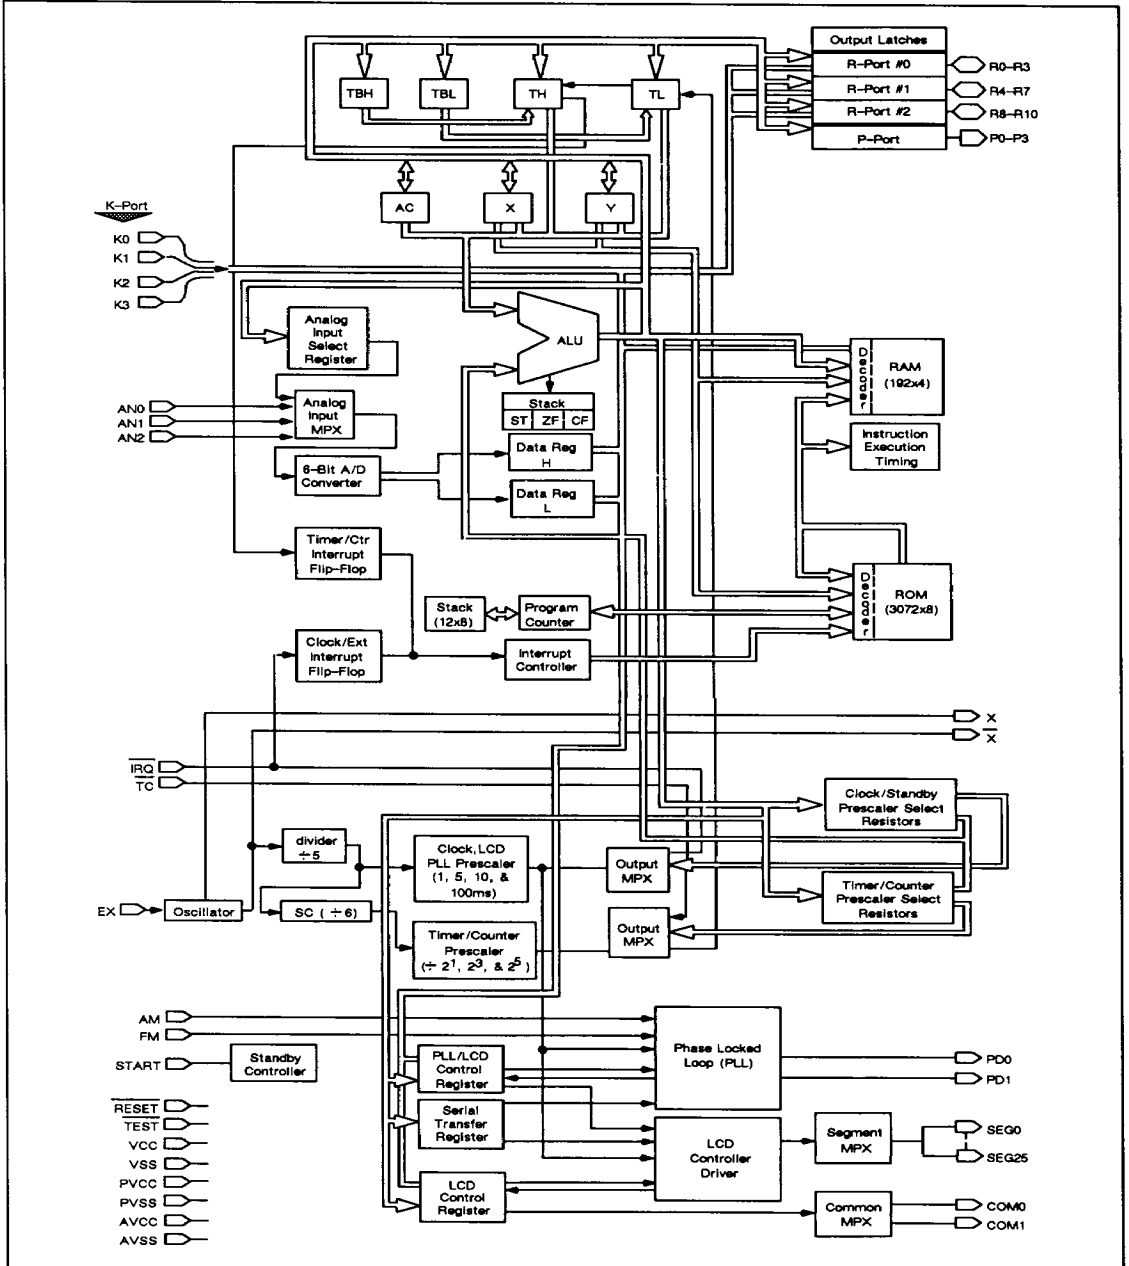 Output Latches
R-Port #0
R0-R3
TBH
TBL
TH
TL
R-Port #1
R4-R7
R-Port #2
R8-R10
P-Port
P0-P3
K-Port
AC
X
Y
K0
K1
K2
K3
Analog
Input
Select
Register
ALU
Decoder
RAM
(192x4)
AN0
AN1
AN2
Analog
Input
MPX
Stack
ST ZF CF
Instruction
Execution
Timing
Data Reg
H
6-Bit A/D
Converter
Data Reg
L
Timer/Ctr
Interrupt
Flip-Flop
Decoder
ROM
(3072x8)
Stack
(12x8)
Program
Counter
Clock/Ext
Interrupt
Flip-Flop
Interrupt
Controller
X
X̅
I̅R̅Q̅
T̅C̅
Clock/Standby
Prescaler Select
Resistors
divider
÷5
Clock, LCD
PLL Prescaler
(1, 5, 10, &
100ms)
Output
MPX
Timer/Counter
Prescaler Select
Resistors
EX
Oscillator
SC ( ÷6)
Timer/Counter
Prescaler
(÷ 2¹, 2³, & 2⁵)
Output
MPX
AM
FM
START
Standby
Controller
PLL/LCD
Control
Register
Phase Locked
Loop (PLL)
PD0
PD1
R̅E̅S̅E̅T̅
T̅E̅S̅T̅
VCC
VSS
PVCC
PVSS
AVCC
AVSS
Serial
Transfer
Register
LCD
Controller
Driver
Segment
MPX
SEG0
SEG25
LCD
Control
Register
Common
MPX
COM0
COM1